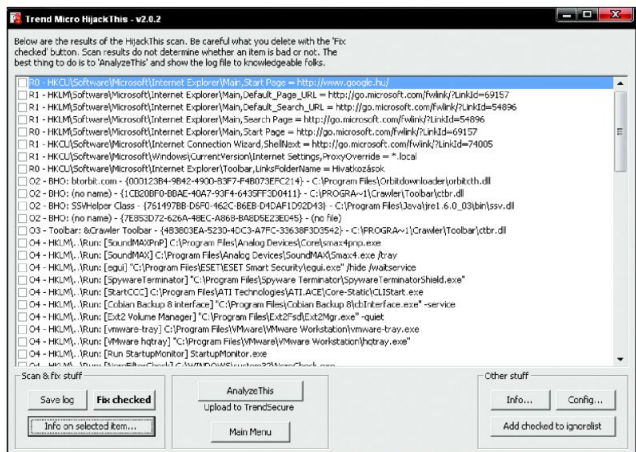 Trend Micro HijackThis - v2.0.2
Below are the results of the HijackThis scan. Be careful what you delete with the 'Fix
checked' button. Scan results do not determine whether an item is bad or not. The
best thing to do is to 'AnalyzeThis' and show the log file to knowledgeable folks.
R0 - HKCU\Software\Microsoft\Internet Explorer\Main,Start Page = http://www.google.hu/
R1 - HKLM\Software\Microsoft\Internet Explorer\Main,Default_Page_URL = http://go.microsoft.com/fwlink/?LinkId=69157
R1 - HKLM\Software\Microsoft\Internet Explorer\Main,Default_Search_URL = http://go.microsoft.com/fwlink/?LinkId=54896
R1 - HKLM\Software\Microsoft\Internet Explorer\Main,Search Page = http://go.microsoft.com/fwlink/?LinkId=54896
R0 - HKLM\Software\Microsoft\Internet Explorer\Main,Start Page = http://go.microsoft.com/fwlink/?LinkId=69157
R1 - HKCU\Software\Microsoft\Internet Connection Wizard,ShellNext = http://go.microsoft.com/fwlink/?LinkId=74005
R1 - HKCU\Software\Microsoft\Windows\CurrentVersion\Internet Settings,ProxyOverride = *.local
R0 - HKCU\Software\Microsoft\Internet Explorer\Toolbar,LinksFolderName = Hivatkozások
O2 - BHO: btorbit.com - {000123B4-9B42-4900-B3F7-F4B073EFC214} - C:\Program Files\Orbitdownloader\orbitcth.dll
O2 - BHO: (no name) - {1CB20BF0-BBAE-40A7-93F4-6435FF3D0411} - C:\PROGRA~1\Crawler\Toolbar\ctbr.dll
O2 - BHO: SSVHelper Class - {761497BB-D6F0-462C-B6EB-D4DAF1D92D43} - C:\Program Files\Java\jre1.6.0_03\bin\ssv.dll
O2 - BHO: (no name) - {7E853D72-626A-48EC-A868-BA8D5E23E045} - (no file)
O3 - Toolbar: &Crawler Toolbar - {4B3803EA-5230-4DC3-A7FC-33638F3D3542} - C:\PROGRA~1\Crawler\Toolbar\ctbr.dll
O4 - HKLM\..\Run: [SoundMAXPnP] C:\Program Files\Analog Devices\Core\smax4pnp.exe
O4 - HKLM\..\Run: [SoundMAX] C:\Program Files\Analog Devices\SoundMAX\Smax4.exe /tray
O4 - HKLM\..\Run: [egui] "C:\Program Files\ESET\ESET Smart Security\egui.exe" /hide /waitservice
O4 - HKLM\..\Run: [SpywareTerminator] "C:\Program Files\Spyware Terminator\SpywareTerminatorShield.exe"
O4 - HKLM\..\Run: [StartCCC] C:\Program Files\ATI Technologies\ATI.ACE\Core-Static\CLIStart.exe
O4 - HKLM\..\Run: [Cobian Backup 8 interface] "C:\Program Files\Cobian Backup 8\cbInterface.exe" -service
O4 - HKLM\..\Run: [Ext2 Volume Manager] "C:\Program Files\Ext2Fsd\Ext2Mgr.exe" -quiet
O4 - HKLM\..\Run: [vmware-tray] C:\Program Files\VMware\VMware Workstation\vmware-tray.exe
O4 - HKLM\..\Run: [VMware hqtray] "C:\Program Files\VMware\VMware Workstation\hqtray.exe"
O4 - HKLM\..\Run: [Run StartupMonitor] StartupMonitor.exe
O4 - HKLM\..\Run: [NeroFilterCheck] C:\WINDOWS\system32\NeroCheck.exe
Scan & fix stuff
Other stuff
Save log
Fix checked
AnalyzeThis
Info...
Config...
Upload to TrendSecure
Info on selected item...
Main Menu
Add checked to ignorelist